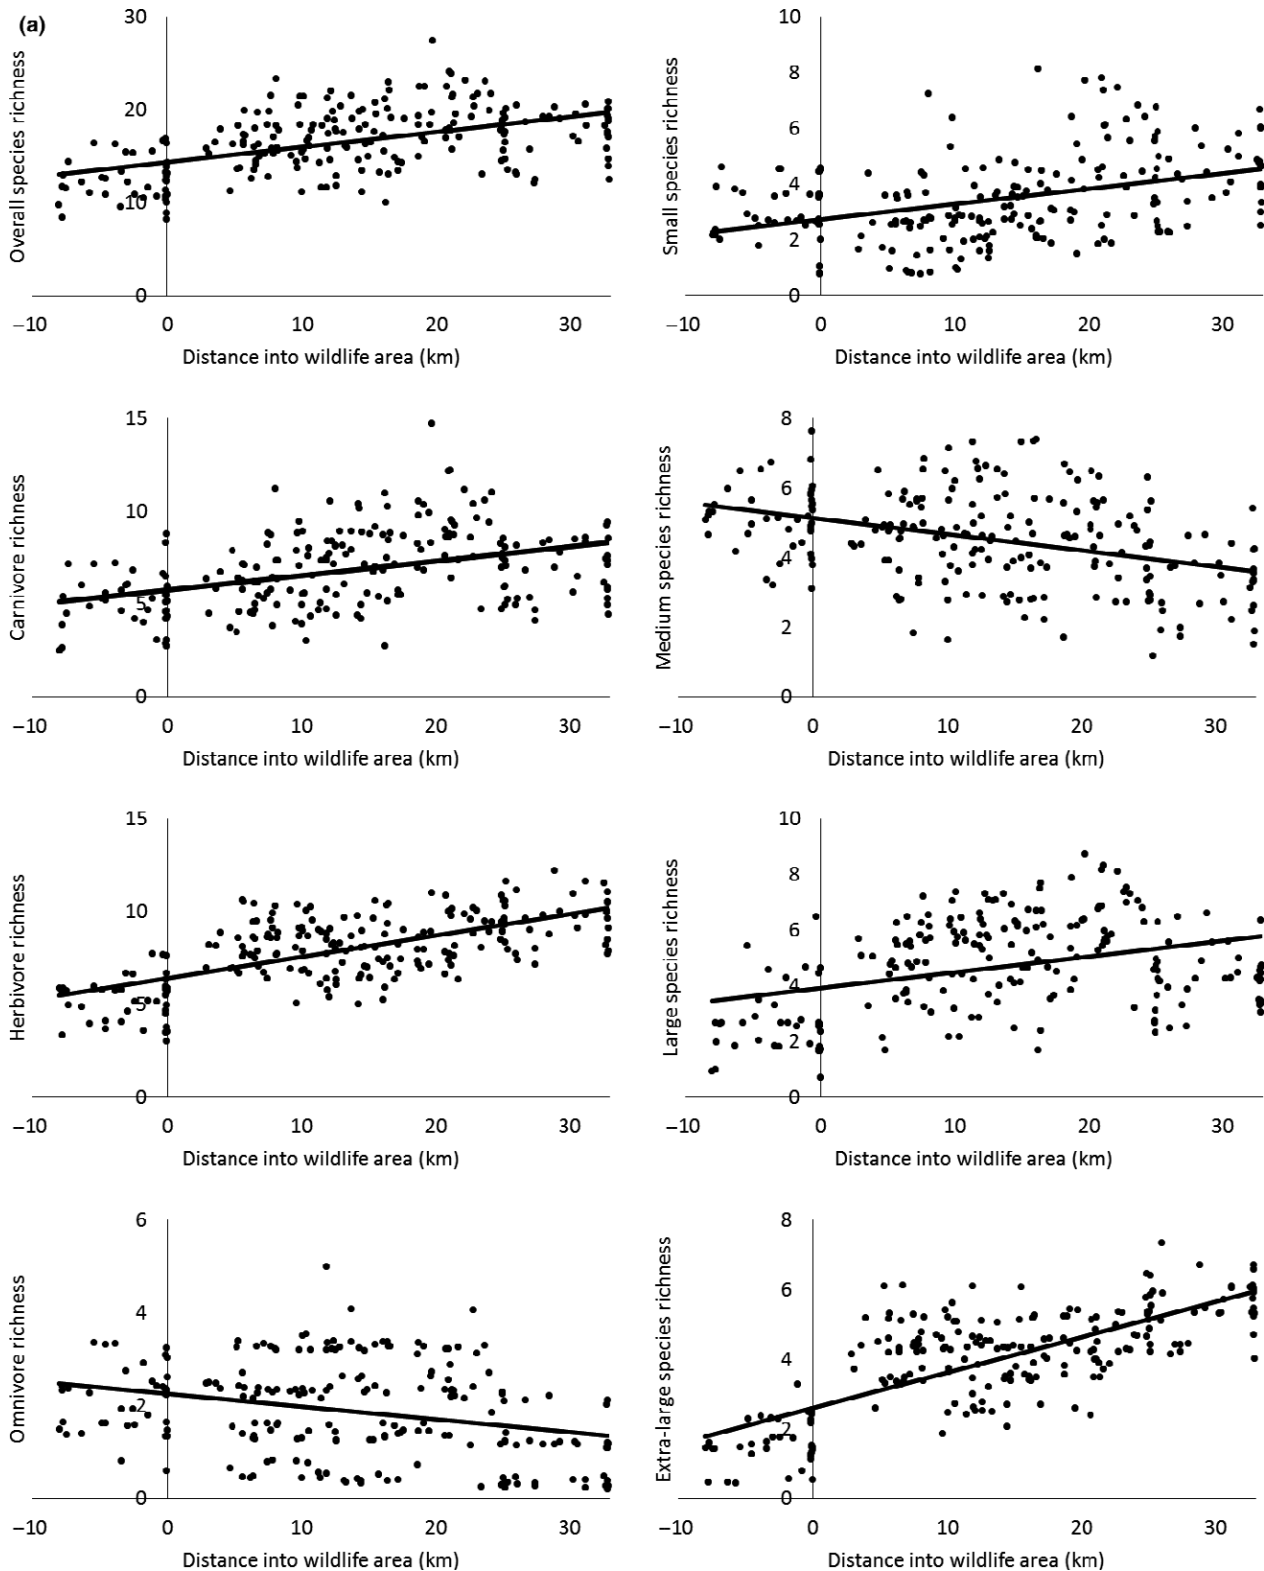 (a)
Overall species richness
30
20
10
0
−10 0 10 20 30
Distance into wildlife area (km)
Small species richness
10
8
6
4
2
0
−10 0 10 20 30
Distance into wildlife area (km)
Carnivore richness
15
10
5
0
−10 0 10 20 30
Distance into wildlife area (km)
Medium species richness
8
6
4
2
0
−10 0 10 20 30
Distance into wildlife area (km)
Herbivore richness
15
10
5
0
−10 0 10 20 30
Distance into wildlife area (km)
Large species richness
10
8
6
4
2
0
−10 0 10 20 30
Distance into wildlife area (km)
Omnivore richness
6
4
2
0
−10 0 10 20 30
Distance into wildlife area (km)
Extra-large species richness
8
6
4
2
0
−10 0 10 20 30
Distance into wildlife area (km)